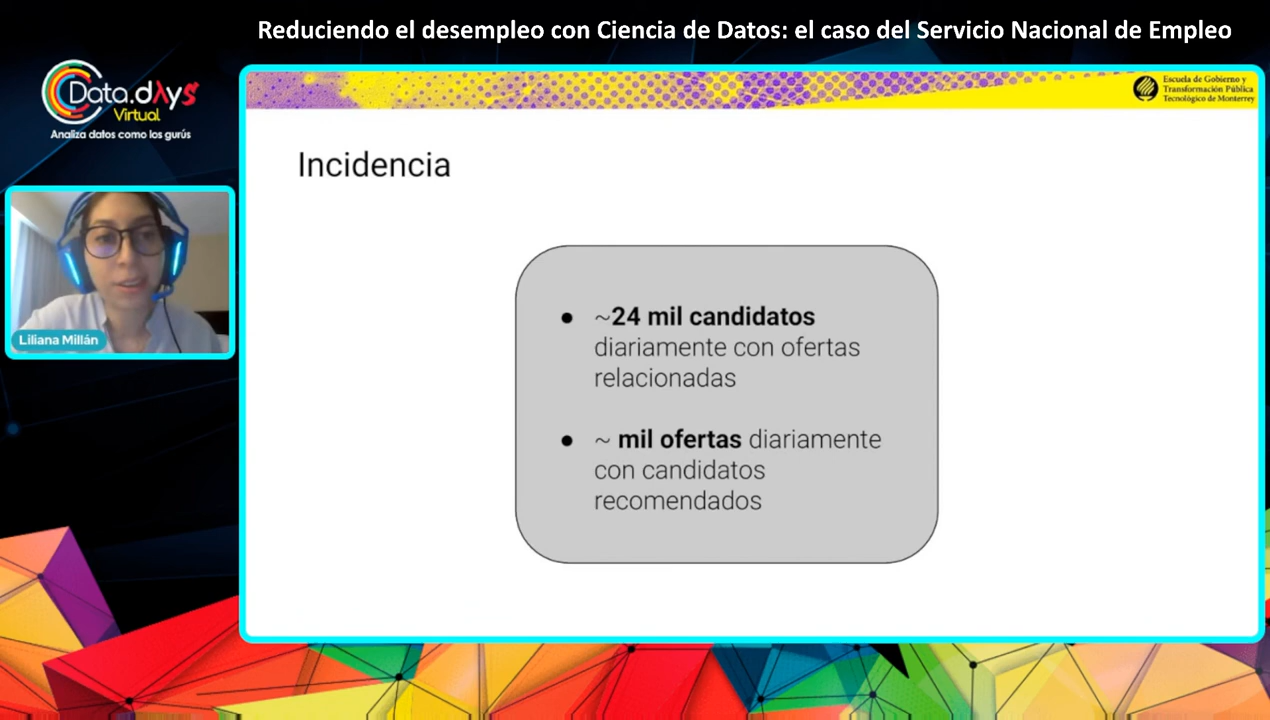 Reduciendo el desempleo con Ciencia de Datos: el caso del Servicio Nacional de Empleo
Data.dAys
Virtual
Analiza datos como los gurús
Escuela de Gobierno y
Transformación Pública
Tecnológico de Monterrey
Incidencia
Liliana Millán
• ~24 mil candidatos
diariamente con ofertas
relacionadas
• ~ mil ofertas diariamente
con candidatos
recomendados